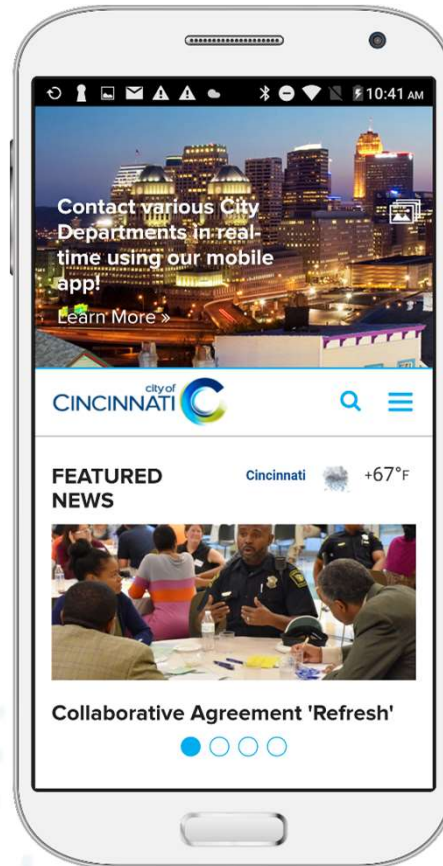 10:41 AM
Contact various City
Departments in real-
time using our mobile
app!
Learn More »
city of
CINCINNATI
FEATURED
NEWS
Cincinnati
+67°F
Collaborative Agreement 'Refresh'